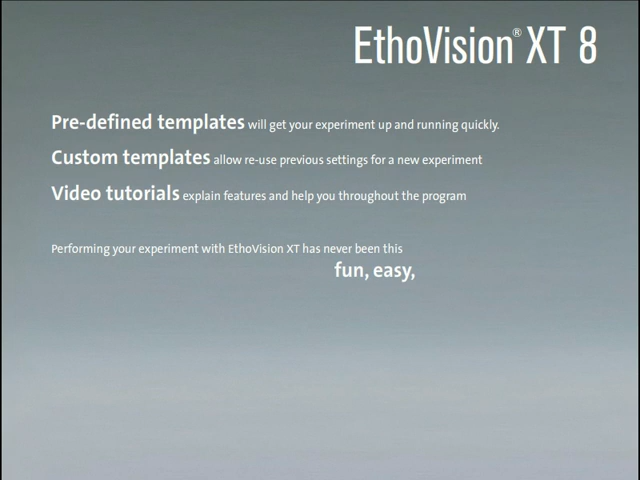 EthoVision® XT 8
Pre-defined templates will get your experiment up and running quickly.
Custom templates allow re-use previous settings for a new experiment
Video tutorials explain features and help you throughout the program
Performing your experiment with EthoVision XT has never been this
fun, easy,